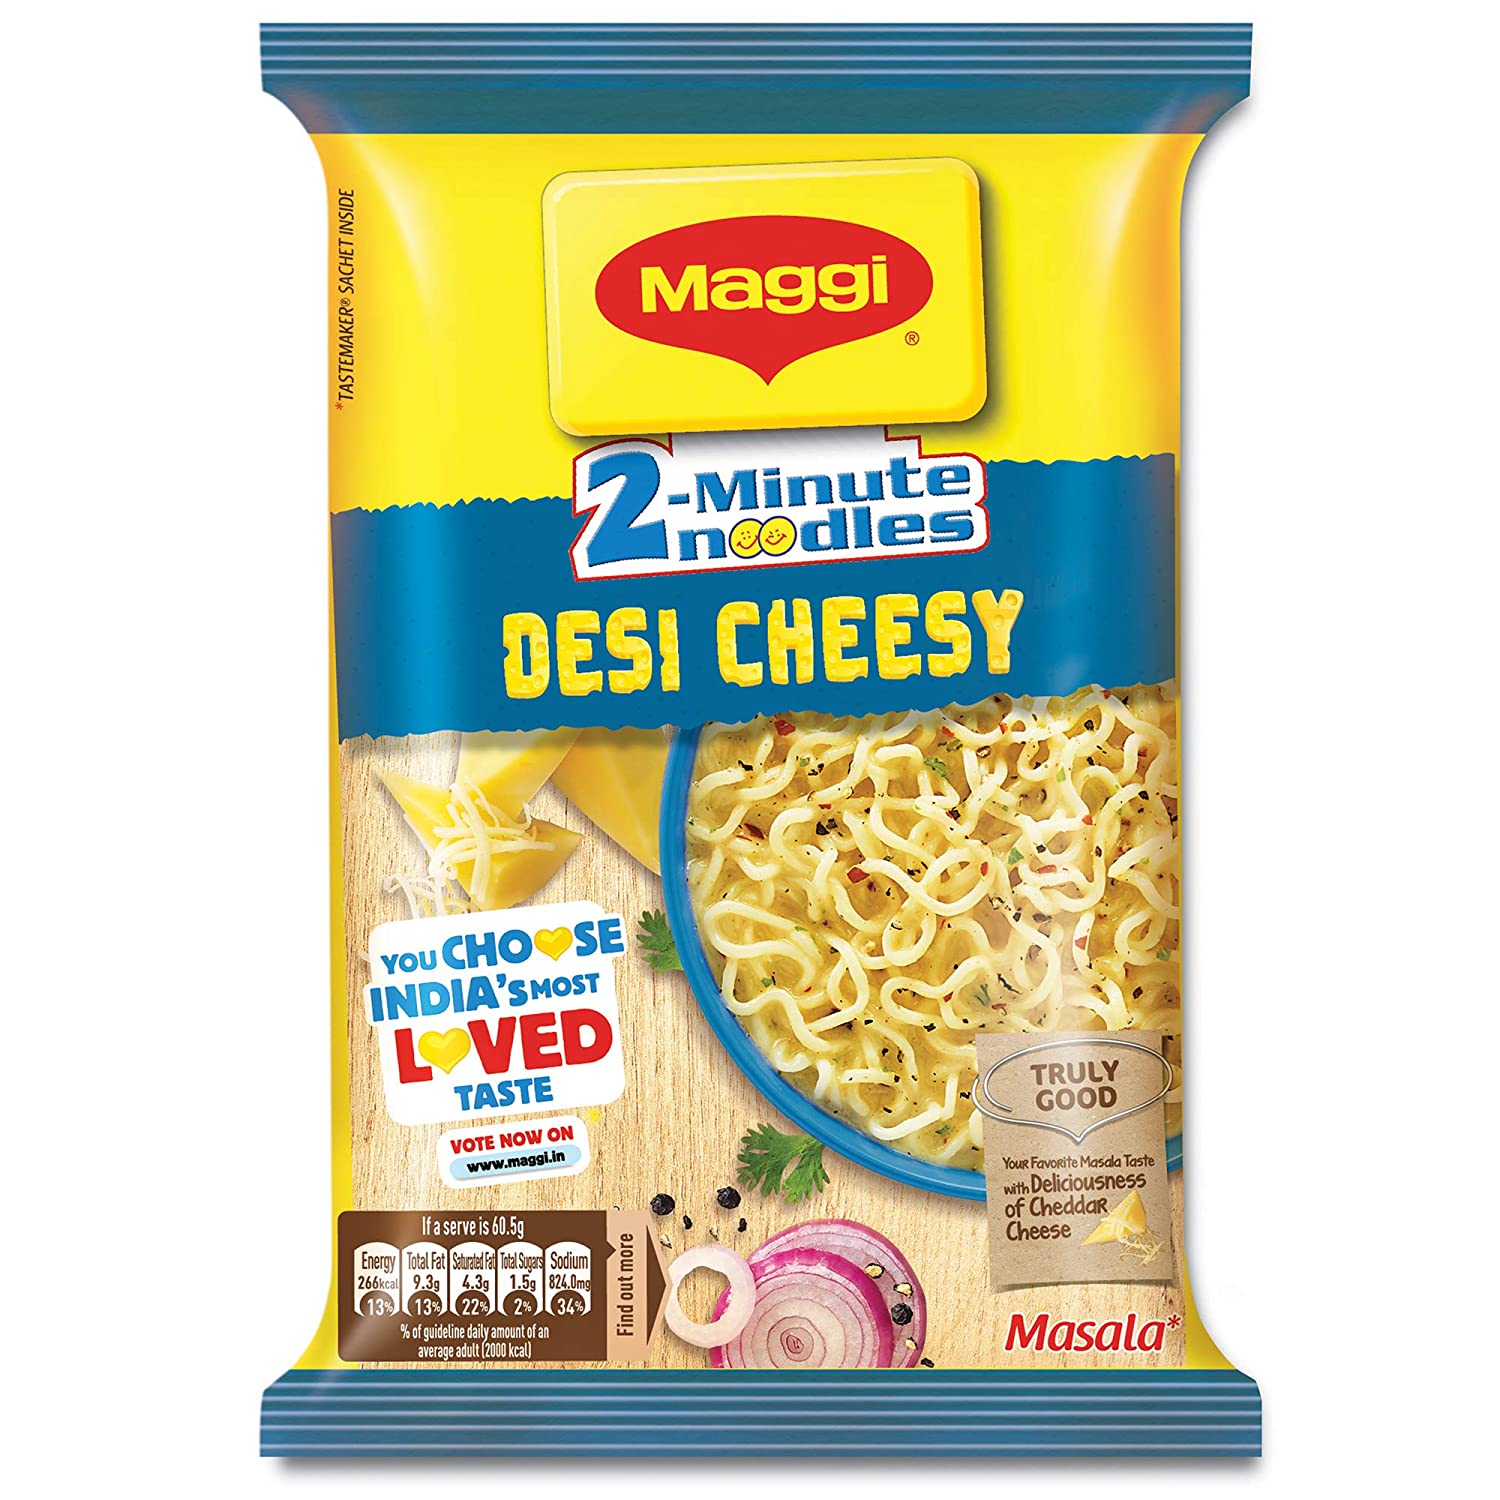 *TASTEMAKER® SACHET INSIDE
Maggi
®
2-Minute
noodles
DESI CHEESY
YOU CHOOSE
INDIA'S MOST
LOVED
TASTE
VOTE NOW ON
www.maggi.in
TRULY
GOOD
Your Favorite Masala Taste
with Deliciousness
of Cheddar
Cheese
If a serve is 60.5g
Energy Total Fat Saturated Fat Total Sugars Sodium
266kcal 9.3g 4.3g 1.5g 824.0mg
13% 13% 22% 2% 34%
% of guideline daily amount of an
average adult (2000 kcal)
Find out more
Masala*